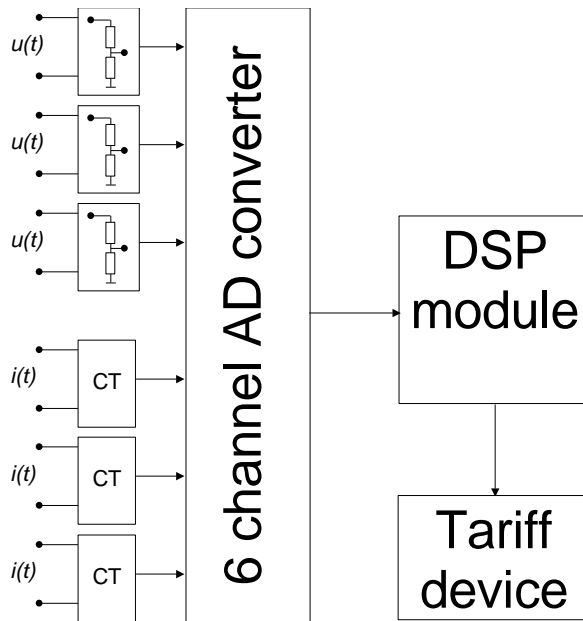 u(t)
u(t)
u(t)
i(t)
CT
i(t)
CT
i(t)
CT
6 channel AD converter
DSP
module
Tariff
device